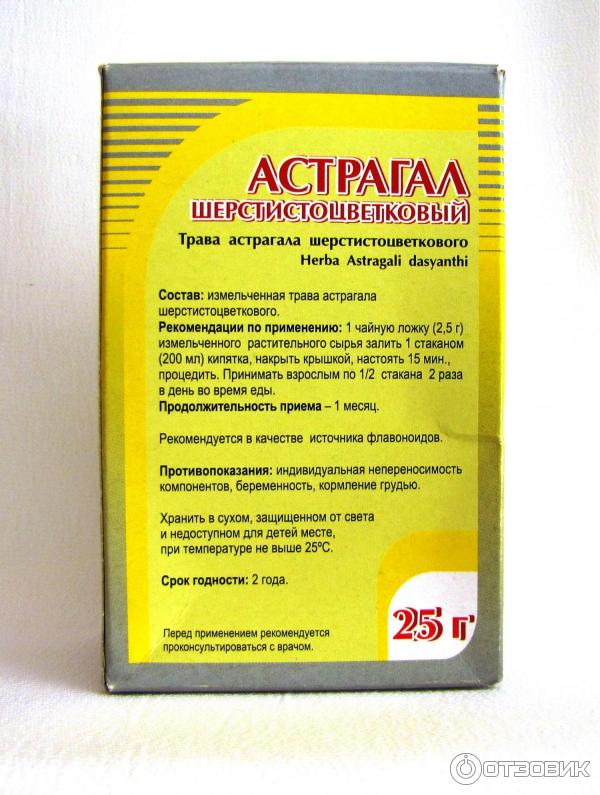 АСТРАГАЛ
ШЕРСТИСТОЦВЕТКОВЫЙ
Трава астрагала шерстистоцветкового
Herba Astragali dasyanthi
Состав: измельченная трава астрагала
шерстистоцветкового.
Рекомендации по применению: 1 чайную ложку (2,5 г)
измельченного растительного сырья залить 1 стаканом
(200 мл) кипятка, накрыть крышкой, настоять 15 мин.,
процедить. Принимать взрослым по 1/2 стакана 2 раза
в день во время еды.
Продолжительность приема – 1 месяц.
Рекомендуется в качестве источника флавоноидов.
Противопоказания: индивидуальная непереносимость
компонентов, беременность, кормление грудью.
Хранить в сухом, защищенном от света
и недоступном для детей месте,
при температуре не выше 25ºС.
Срок годности: 2 года.
25 г
Перед применением рекомендуется
проконсультироваться с врачом.
ОТЗОВИК